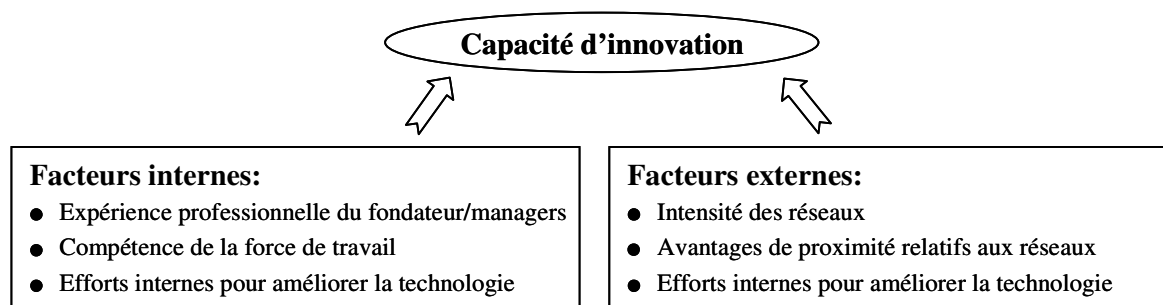 Capacité d’innovation
Facteurs internes:
● Expérience professionnelle du fondateur/managers
● Compétence de la force de travail
● Efforts internes pour améliorer la technologie
Facteurs externes:
● Intensité des réseaux
● Avantages de proximité relatifs aux réseaux
● Efforts internes pour améliorer la technologie